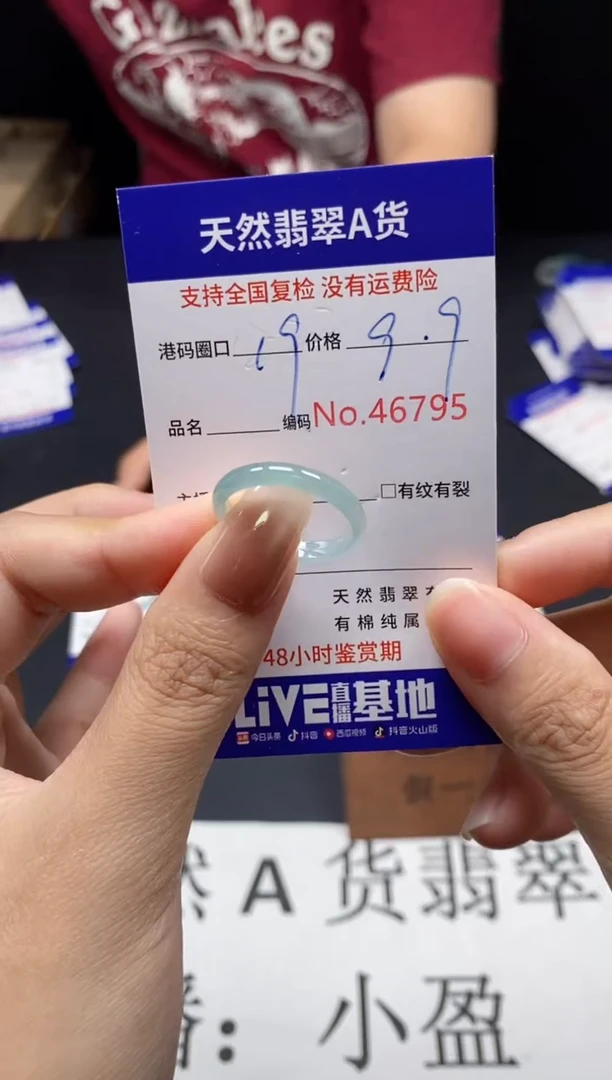 天然翡翠A货
支持全国复检 没有运费险
港码圈口 19 价格 9.9
品名 编码 No.46795
□有纹有裂
天然翡翠
有棉纯属
48小时鉴赏期
LiVE直播基地
今日头条 抖音 西瓜视频 抖音火山版
假一
A货翡翠
小盈